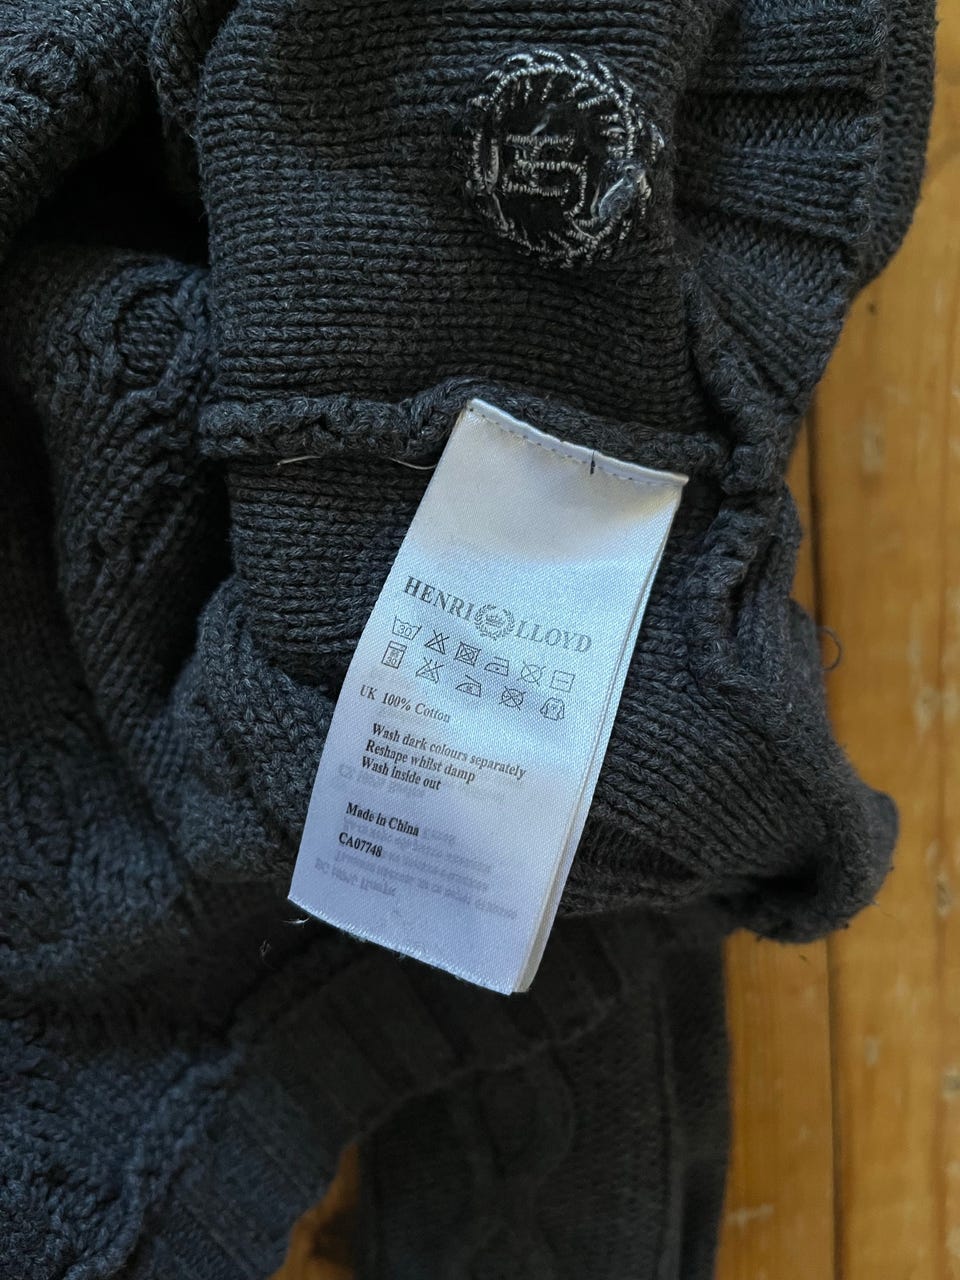 HENRI LLOYD
30
UK 100% Cotton
Wash dark colours separately
Reshape whilst damp
Wash inside out
Made in China
CA07748